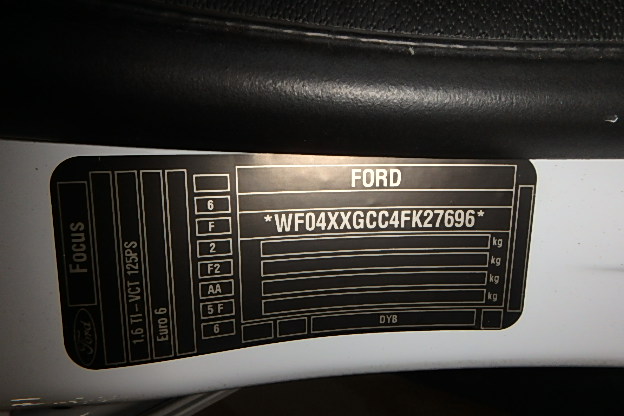 FORD
*WF04XXGCC4FK27696*
kg
kg
kg
kg
DYB
6
F
2
F2
AA
5 F
6
Focus
1.6 TI-VCT 125PS
Euro 6
Ford